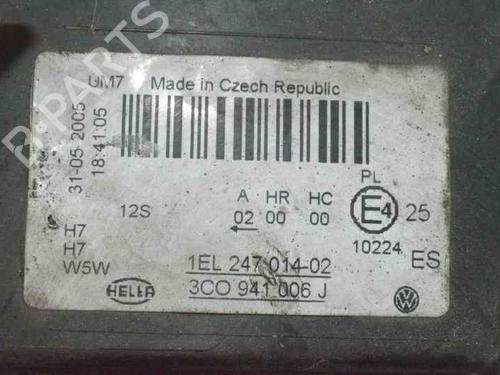 UM7 Made in Czech Republic
31-05-2005
18:41:05
PL
12S
A HR HC
02 00 00
E4 25
10224
H7
H7
W5W
1EL 247 014-02
ES
HELLA
3CO 941 006 J
VW
B-PARTS